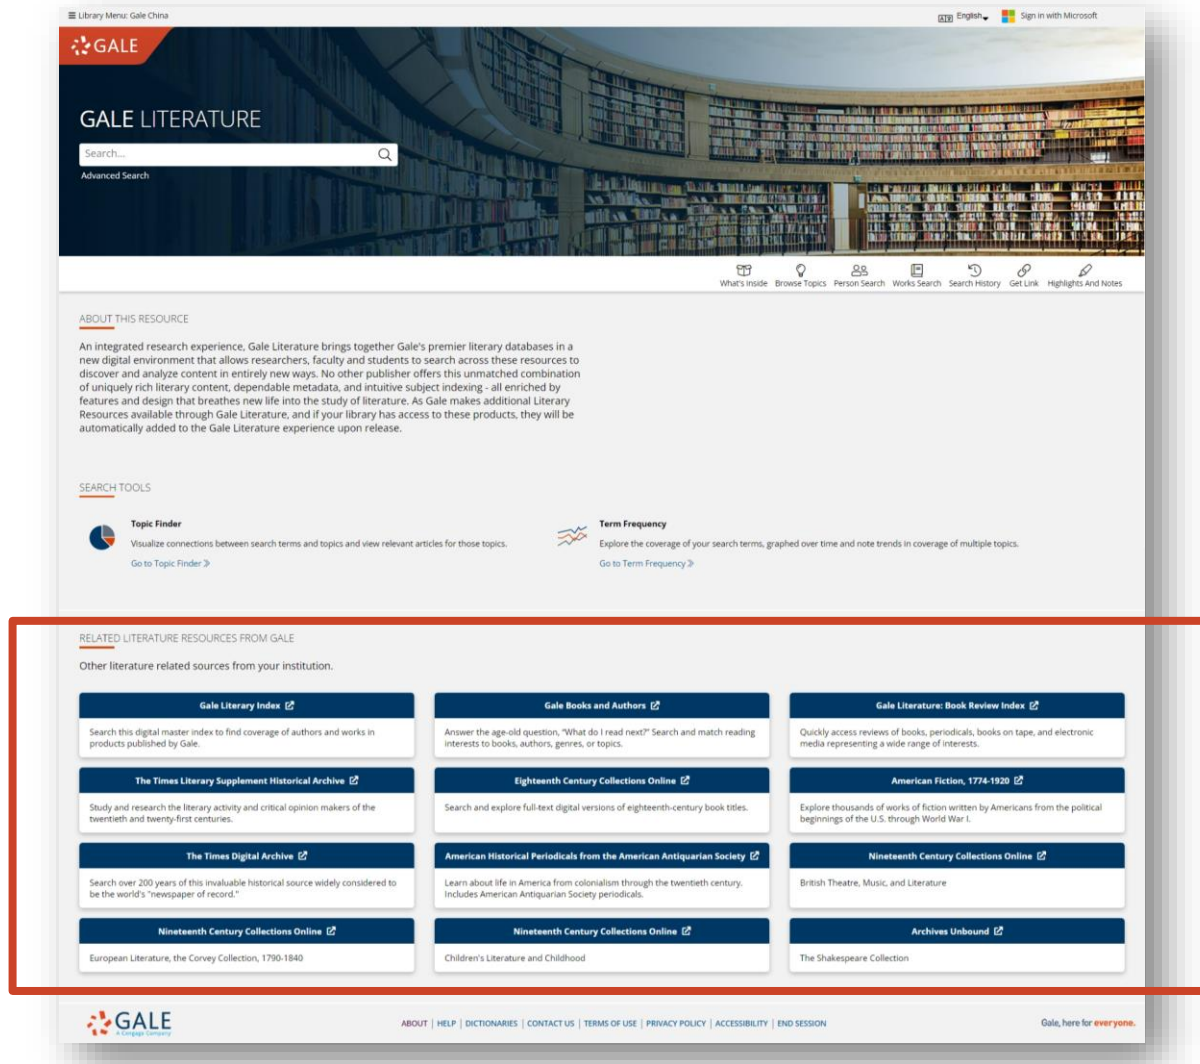 Library Menu: Gale China
English
Sign in with Microsoft
GALE
GALE LITERATURE
Search...
Advanced Search
What's Inside
Browse Topics
Person Search
Works Search
Search History
Get Link
Highlights And Notes
ABOUT THIS RESOURCE
An integrated research experience, Gale Literature brings together Gale's premier literary databases in a
new digital environment that allows researchers, faculty and students to search across these resources to
discover and analyze content in entirely new ways. No other publisher offers this unmatched combination
of uniquely rich literary content, dependable metadata, and intuitive subject indexing - all enriched by
features and design that breathes new life into the study of literature. As Gale makes additional Literary
Resources available through Gale Literature, and if your library has access to these products, they will be
automatically added to the Gale Literature experience upon release.
SEARCH TOOLS
Topic Finder
Visualize connections between search terms and topics and view relevant articles for those topics.
Go to Topic Finder
Term Frequency
Explore the coverage of your search terms, graphed over time and note trends in coverage of multiple topics.
Go to Term Frequency
RELATED LITERATURE RESOURCES FROM GALE
Other literature related sources from your institution.
Gale Literary Index
Search this digital master index to find coverage of authors and works in
products published by Gale.
Gale Books and Authors
Answer the age-old question, "What do I read next?" Search and match reading
interests to books, authors, genres, or topics.
Gale Literature: Book Review Index
Quickly access reviews of books, periodicals, books on tape, and electronic
media representing a wide range of interests.
The Times Literary Supplement Historical Archive
Study and research the literary activity and critical opinion makers of the
twentieth and twenty-first centuries.
Eighteenth Century Collections Online
Search and explore full-text digital versions of eighteenth-century book titles.
American Fiction, 1774-1920
Explore thousands of works of fiction written by Americans from the political
beginnings of the U.S. through World War I.
The Times Digital Archive
Search over 200 years of this invaluable historical source widely considered to
be the world's "newspaper of record."
American Historical Periodicals from the American Antiquarian Society
Learn about life in America from colonialism through the twentieth century.
Includes American Antiquarian Society periodicals.
Nineteenth Century Collections Online
British Theatre, Music, and Literature
Nineteenth Century Collections Online
European Literature, the Corvey Collection, 1790-1840
Nineteenth Century Collections Online
Children's Literature and Childhood
Archives Unbound
The Shakespeare Collection
GALE
A Cengage Company
ABOUT | HELP | DICTIONARIES | CONTACT US | TERMS OF USE | PRIVACY POLICY | ACCESSIBILITY | END SESSION
Gale, here for everyone.